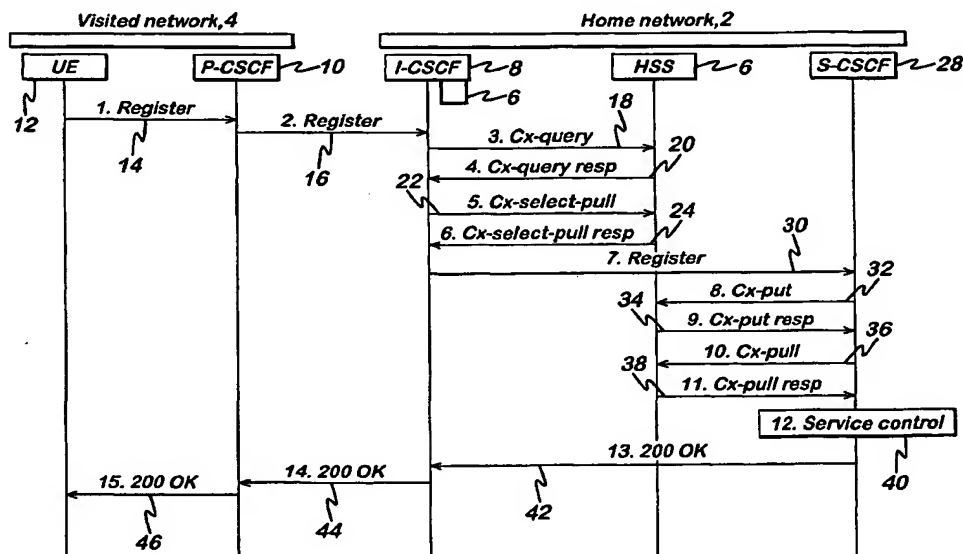 Visited network,4 Home network,2
UE P-CSCF 10 I-CSCF 8 HSS 6 S-CSCF 28
12 6
1. Register
14
2. Register
16
18
3. Cx-query
4. Cx-query resp 20
22
5. Cx-select-pull
24
6. Cx-select-pull resp
30
7. Register
32
8. Cx-put
34
9. Cx-put resp
36
10. Cx-pull
38
11. Cx-pull resp
12. Service control
40
13. 200 OK
42
14. 200 OK
44
15. 200 OK
46